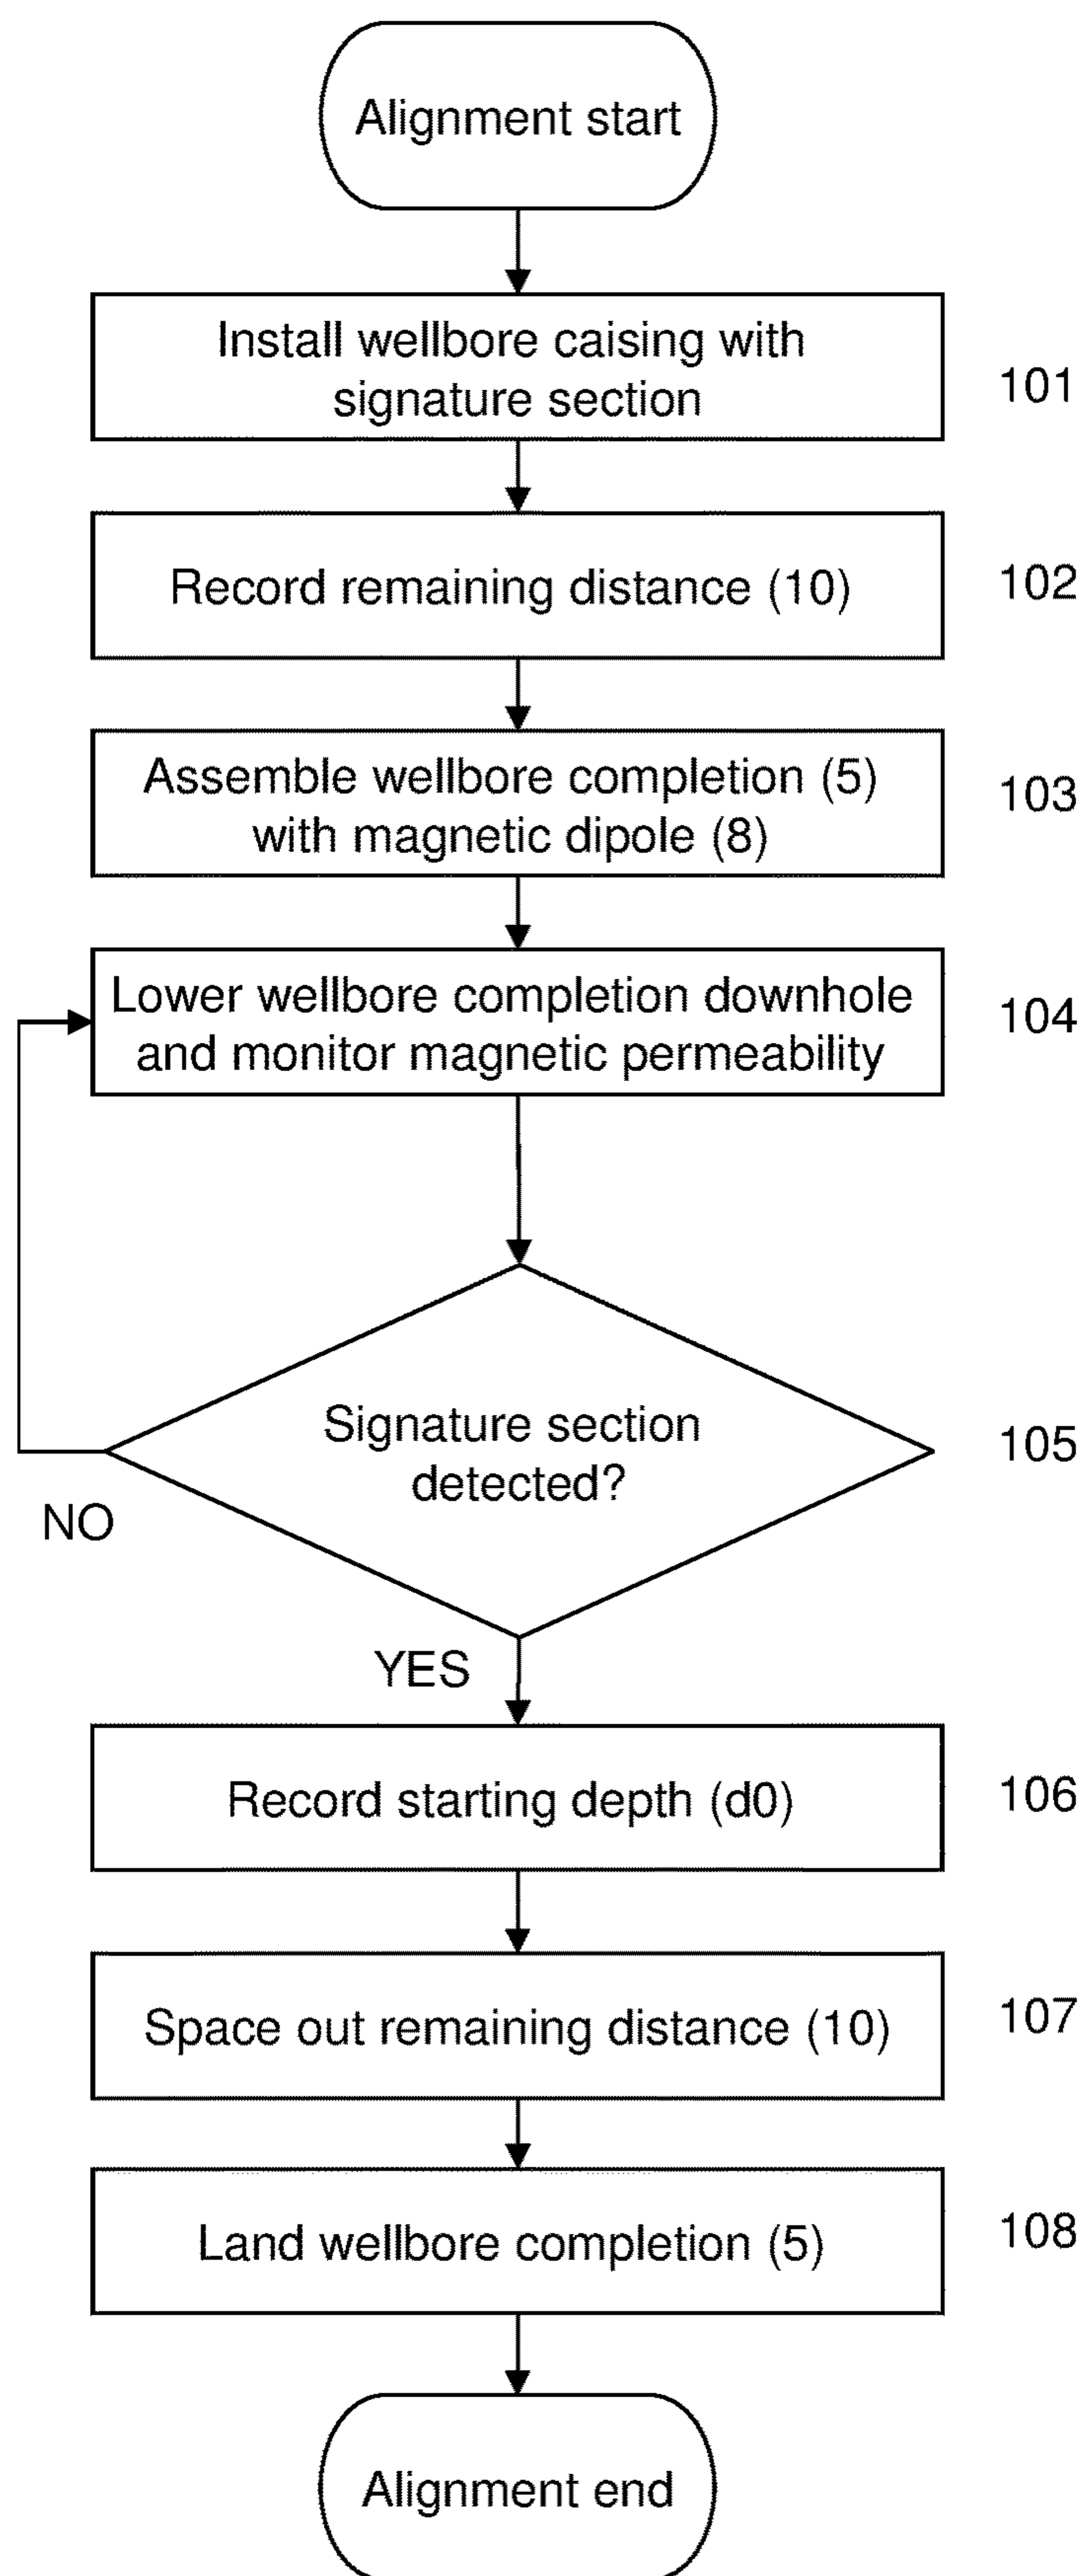 Alignment start
Install wellbore caising with
signature section
101
Record remaining distance (10)
102
Assemble wellbore completion (5)
with magnetic dipole (8)
103
Lower wellbore completion downhole
and monitor magnetic permeability
104
Signature section
detected?
105
NO
YES
Record starting depth (d0)
106
Space out remaining distance (10)
107
Land wellbore completion (5)
108
Alignment end